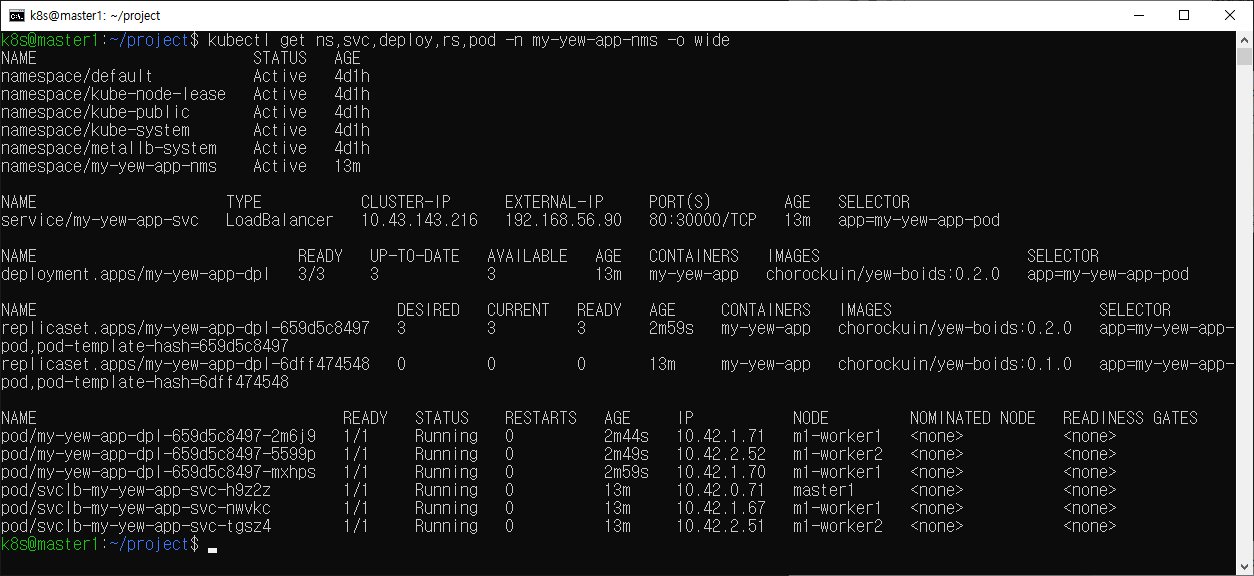 k8s@master1: ~/project
k8s@master1:~/project$ kubectl get ns,svc,deploy,rs,pod -n my-yew-app-nms -o wide
NAME STATUS AGE
namespace/default Active 4d1h
namespace/kube-node-lease Active 4d1h
namespace/kube-public Active 4d1h
namespace/kube-system Active 4d1h
namespace/metallb-system Active 4d1h
namespace/my-yew-app-nms Active 13m
NAME TYPE CLUSTER-IP EXTERNAL-IP PORT(S) AGE SELECTOR
service/my-yew-app-svc LoadBalancer 10.43.143.216 192.168.56.90 80:30000/TCP 13m app=my-yew-app-pod
NAME READY UP-TO-DATE AVAILABLE AGE CONTAINERS IMAGES SELECTOR
deployment.apps/my-yew-app-dpl 3/3 3 3 13m my-yew-app chorockuin/yew-boids:0.2.0 app=my-yew-app-pod
NAME DESIRED CURRENT READY AGE CONTAINERS IMAGES SELECTOR
replicaset.apps/my-yew-app-dpl-659d5c8497 3 3 3 2m59s my-yew-app chorockuin/yew-boids:0.2.0 app=my-yew-app-
pod,pod-template-hash=659d5c8497
replicaset.apps/my-yew-app-dpl-6dff474548 0 0 0 13m my-yew-app chorockuin/yew-boids:0.1.0 app=my-yew-app-
pod,pod-template-hash=6dff474548
NAME READY STATUS RESTARTS AGE IP NODE NOMINATED NODE READINESS GATES
pod/my-yew-app-dpl-659d5c8497-2m6j9 1/1 Running 0 2m44s 10.42.1.71 m1-worker1 <none> <none>
pod/my-yew-app-dpl-659d5c8497-5599p 1/1 Running 0 2m49s 10.42.2.52 m1-worker2 <none> <none>
pod/my-yew-app-dpl-659d5c8497-mxhps 1/1 Running 0 2m59s 10.42.1.70 m1-worker1 <none> <none>
pod/svclb-my-yew-app-svc-h9z2z 1/1 Running 0 13m 10.42.0.71 master1 <none> <none>
pod/svclb-my-yew-app-svc-nwvkc 1/1 Running 0 13m 10.42.1.67 m1-worker1 <none> <none>
pod/svclb-my-yew-app-svc-tgsz4 1/1 Running 0 13m 10.42.2.51 m1-worker2 <none> <none>
k8s@master1:~/project$